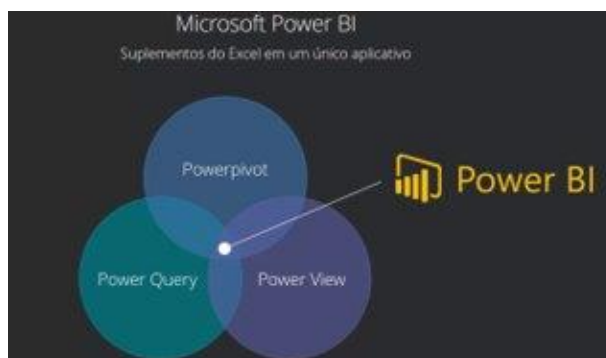 Microsoft Power BI
Suplementos do Excel em um único aplicativo
Powerpivot
Power BI
Power Query
Power View